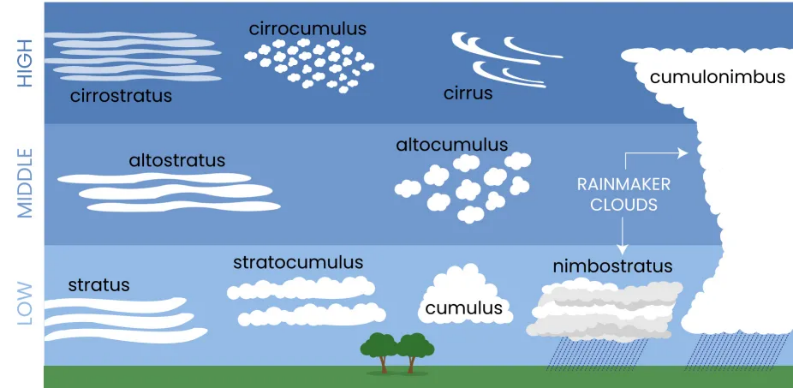 HIGH
cirrocumulus
cirrostratus
cirrus
cumulonimbus
MIDDLE
altostratus
altocumulus
RAINMAKER
CLOUDS
LOW
stratus
stratocumulus
cumulus
nimbostratus